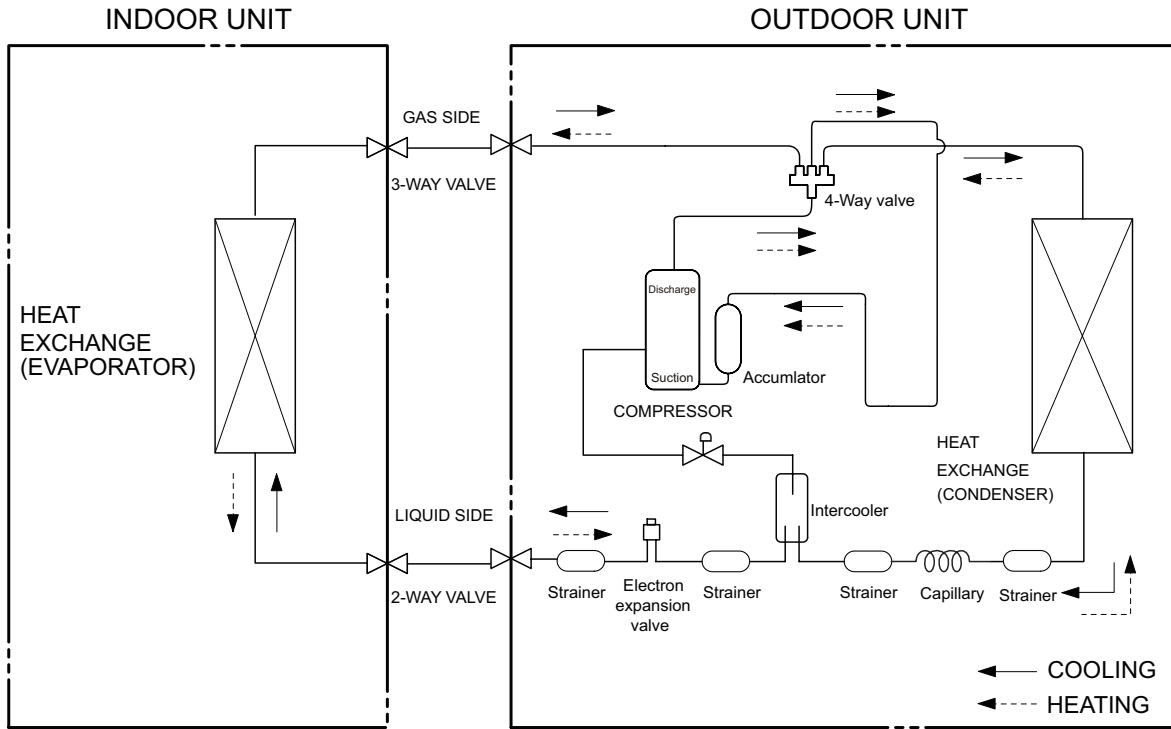 INDOOR UNIT
OUTDOOR UNIT
GAS SIDE
3-WAY VALVE
4-Way valve
Discharge
Suction
Accumlator
COMPRESSOR
HEAT
EXCHANGE
(EVAPORATOR)
HEAT
EXCHANGE
(CONDENSER)
Intercooler
LIQUID SIDE
2-WAY VALVE
Strainer
Electron
expansion
valve
Strainer
Strainer
Capillary
Strainer
COOLING
HEATING